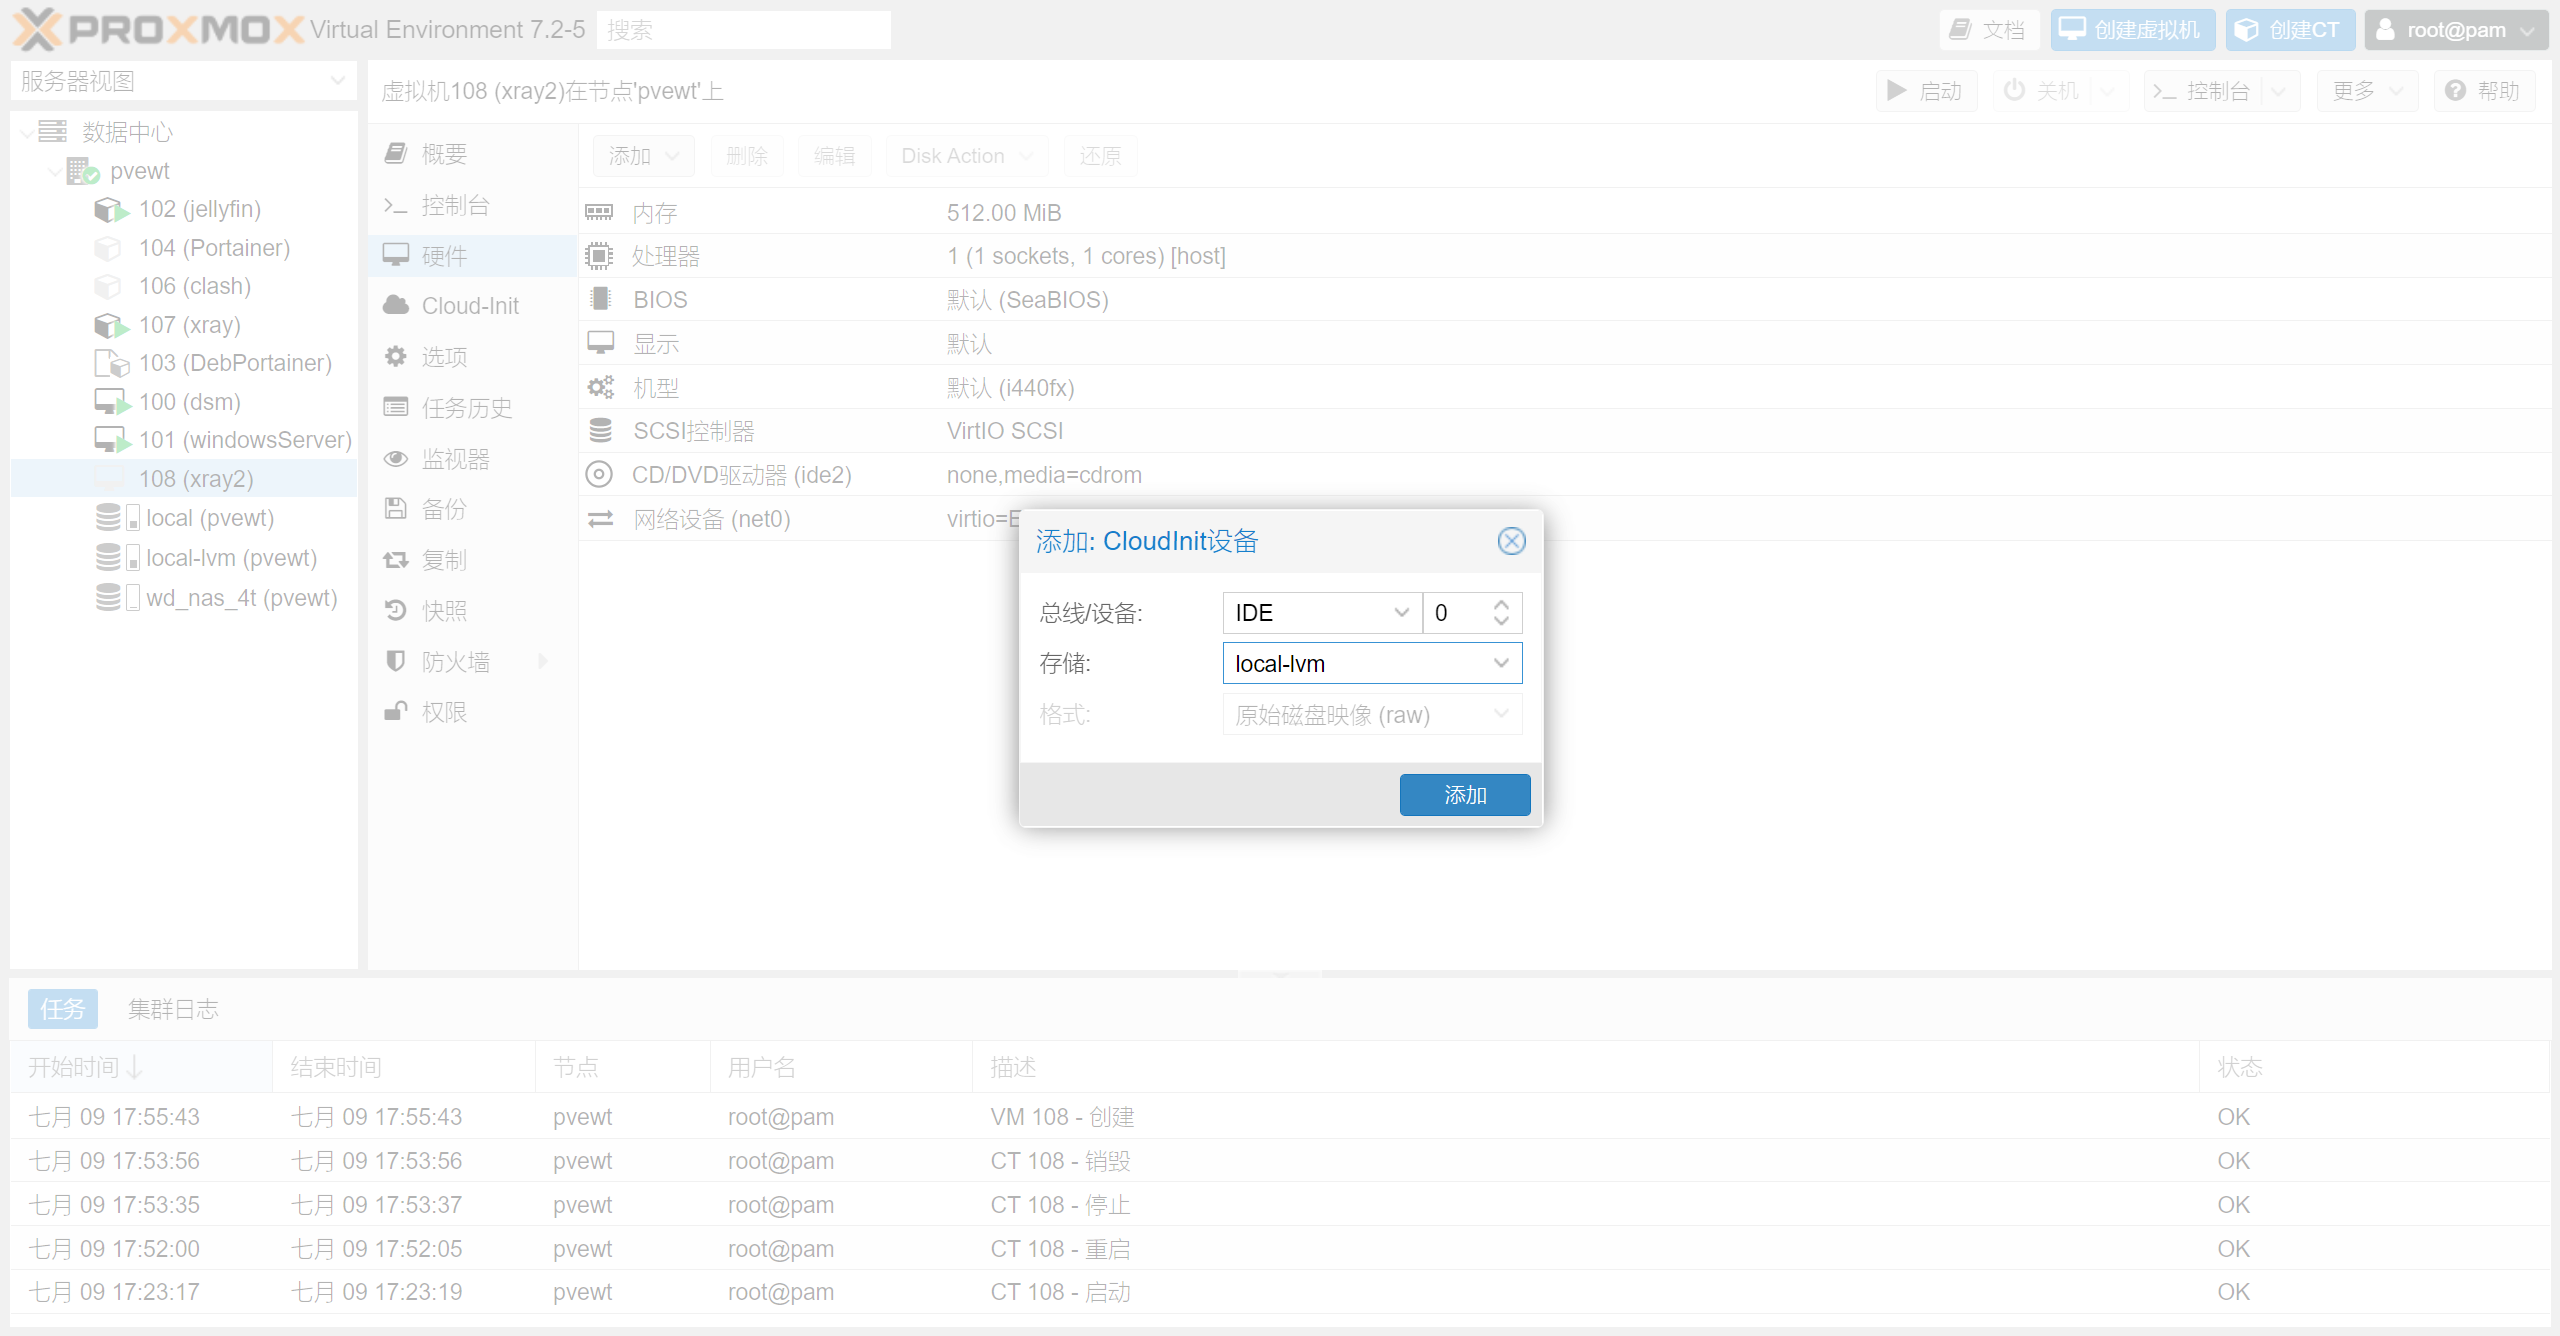 PROXMOX Virtual Environment 7.2-5 搜索 文档 创建虚拟机 创建CT root@pam
服务器视图
数据中心
pvewt
102 (jellyfin)
104 (Portainer)
106 (clash)
107 (xray)
103 (DebPortainer)
100 (dsm)
101 (windowsServer)
108 (xray2)
local (pvewt)
local-lvm (pvewt)
wd_nas_4t (pvewt)
虚拟机108 (xray2)在节点'pvewt'上 启动 关机 控制台 更多 帮助
概要
控制台
硬件
Cloud-Init
选项
任务历史
监视器
备份
复制
快照
防火墙
权限
添加 删除 编辑 Disk Action 还原
内存 512.00 MiB
处理器 1 (1 sockets, 1 cores) [host]
BIOS 默认 (SeaBIOS)
显示 默认
机型 默认 (i440fx)
SCSI控制器 VirtIO SCSI
CD/DVD驱动器 (ide2) none,media=cdrom
网络设备 (net0) virtio=E
添加: CloudInit设备
总线/设备: IDE 0
存储: local-lvm
格式: 原始磁盘映像 (raw)
添加
任务 集群日志
开始时间 结束时间 节点 用户名 描述 状态
七月 09 17:55:43 七月 09 17:55:43 pvewt root@pam VM 108 - 创建 OK
七月 09 17:53:56 七月 09 17:53:56 pvewt root@pam CT 108 - 销毁 OK
七月 09 17:53:35 七月 09 17:53:37 pvewt root@pam CT 108 - 停止 OK
七月 09 17:52:00 七月 09 17:52:05 pvewt root@pam CT 108 - 重启 OK
七月 09 17:23:17 七月 09 17:23:19 pvewt root@pam CT 108 - 启动 OK